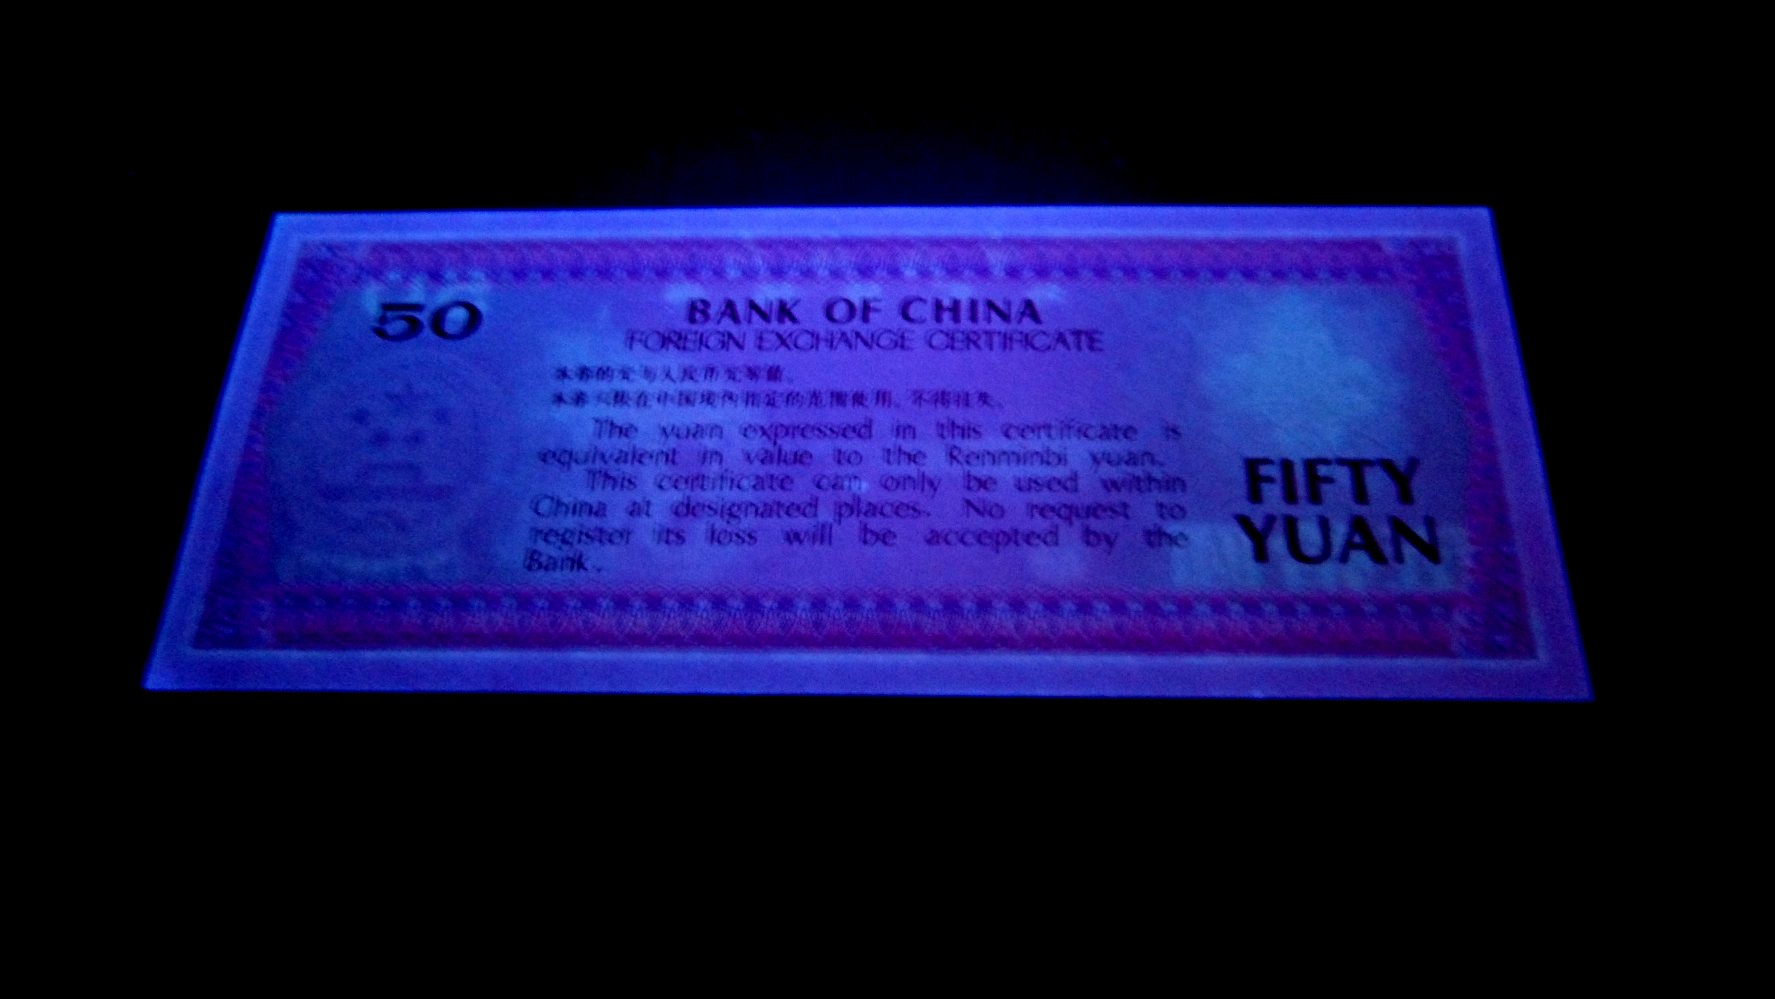 50
BANK OF CHINA
FOREIGN EXCHANGE CERTIFICATE
本券的元与人民币元等值。
本券只限在中国境内指定的范围使用，不得挂失。
The yuan expressed in this certificate is
equivalent in value to the Renminbi yuan.
This certificate can only be used within
China at designated places. No request to
register its loss will be accepted by the
Bank.
FIFTY
YUAN